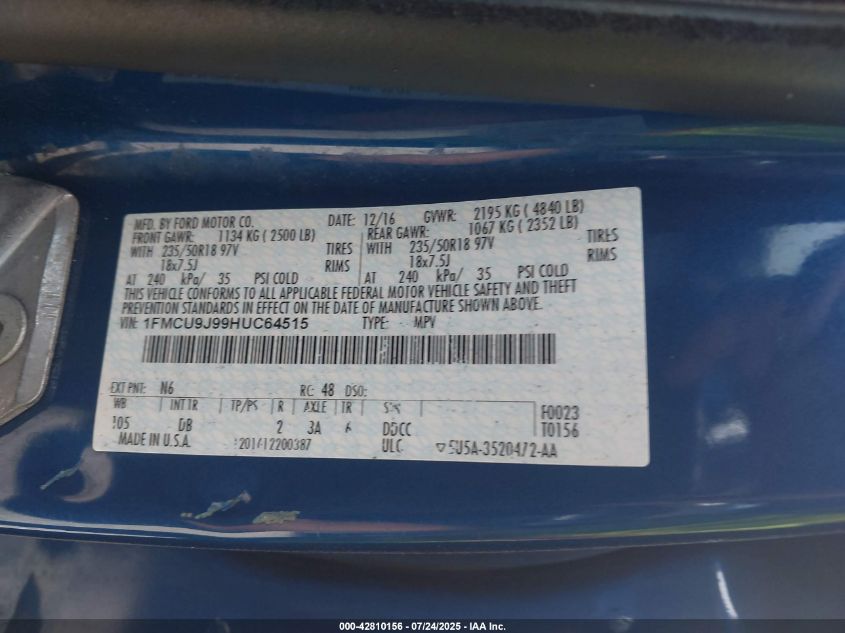 MFD. BY FORD MOTOR CO. DATE: 12/16 GVWR: 2195 KG ( 4840 LB)
FRONT GAWR: 1134 KG ( 2500 LB) REAR GAWR: 1067 KG ( 2352 LB)
WITH 235/50R18 97V TIRES WITH 235/50R18 97V TIRES
18x7.5J RIMS 18x7.5J RIMS
AT 240 kPa/ 35 PSI COLD AT 240 kPa/ 35 PSI COLD
THIS VEHICLE CONFORMS TO ALL APPLICABLE FEDERAL MOTOR VEHICLE SAFETY AND THEFT
PREVENTION STANDARDS IN EFFECT ON THE DATE OF MANUFACTURE SHOWN ABOVE.
VIN: 1FMCU9J99HUC64515 TYPE: MPV
EXT PNT: N6 RC: 48 DSO:
WB INT TR TP/PS R AXLE TR F0023
DB 2 3A 6 DDCC T0156
MADE IN U.S.A. ULC
000-42810156 - 07/24/2025 - IAA Inc.